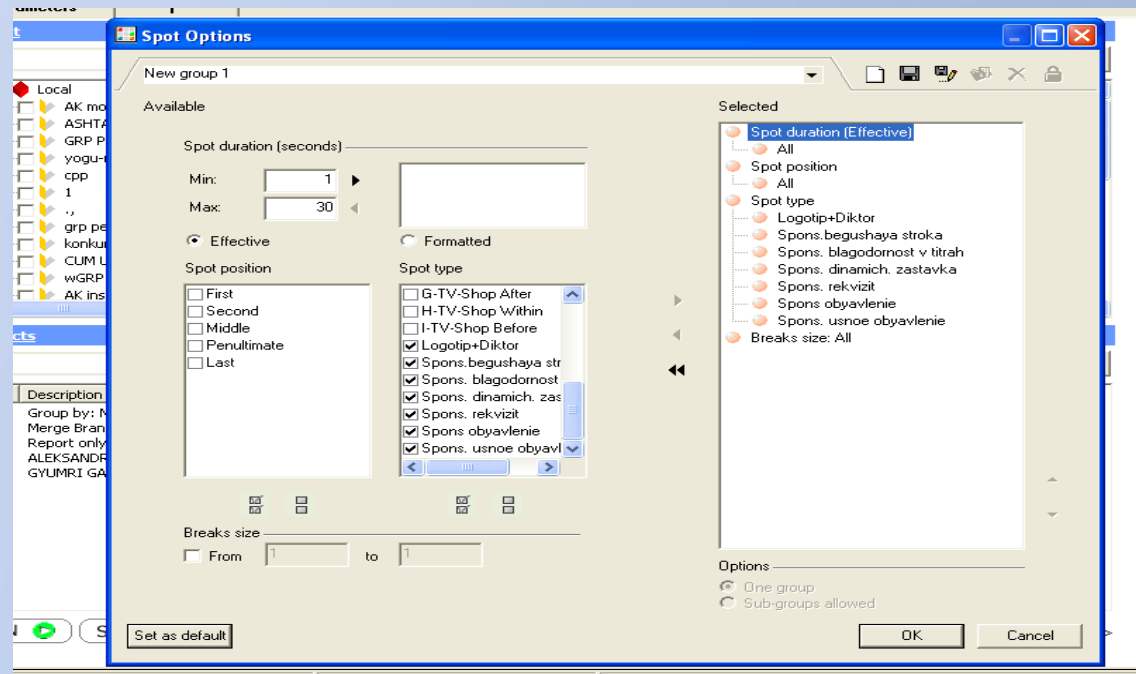 Spot Options
New group 1
Local
AK mo
ASHTA
GRP P
yogu-r
cpp
1
.,
grp pe
konkur
CUM L
wGRP
AK ins
cts
Description
Group by: M
Merge Bran
Report only
ALEKSANDR
GYUMRI GA
Available
Spot duration (seconds)
Min: 1
Max: 30
Effective
Formatted
Spot position
First
Second
Middle
Penultimate
Last
Spot type
G-TV-Shop After
H-TV-Shop Within
I-TV-Shop Before
Logotip+Diktor
Spons.begushaya str
Spons. blagodornost
Spons. dinamich. zas
Spons. rekvizit
Spons obyavlenie
Spons. usnoe obyavl
Breaks size
From 1 to 1
Set as default
Selected
Spot duration (Effective)
All
Spot position
All
Spot type
Logotip+Diktor
Spons.begushaya stroka
Spons. blagodornost v titrah
Spons. dinamich. zastavka
Spons. rekvizit
Spons obyavlenie
Spons. usnoe obyavlenie
Breaks size: All
Options
One group
Sub-groups allowed
OK
Cancel